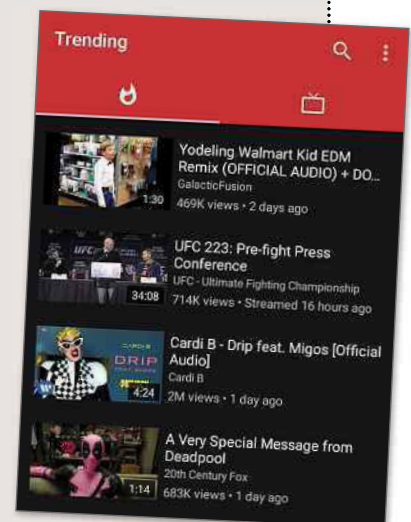 Trending
Yodeling Walmart Kid EDM
Remix (OFFICIAL AUDIO) + DO...
GalacticFusion
469K views • 2 days ago
1:30
UFC 223: Pre-fight Press
Conference
UFC - Ultimate Fighting Championship
714K views • Streamed 16 hours ago
UFC
34:08
Cardi B - Drip feat. Migos [Official
Audio]
Cardi B
2M views • 1 day ago
CARDI B
DRIP
4:24
A Very Special Message from
Deadpool
20th Century Fox
683K views • 1 day ago
1:14